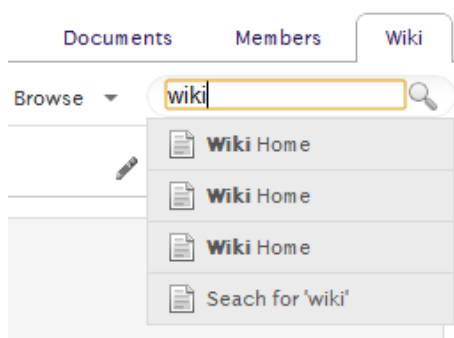 Documents Members Wiki
Browse wiki
Wiki Home
Wiki Home
Wiki Home
Seach for 'wiki'